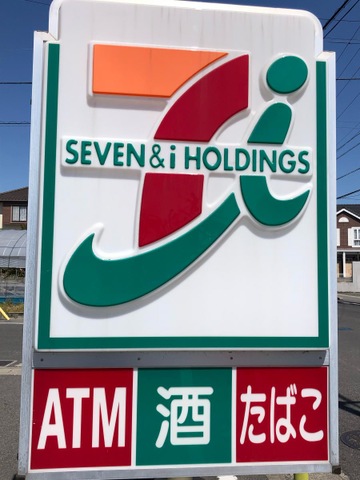 SEVEN&i HOLDINGS
ATM 酒 たばこ